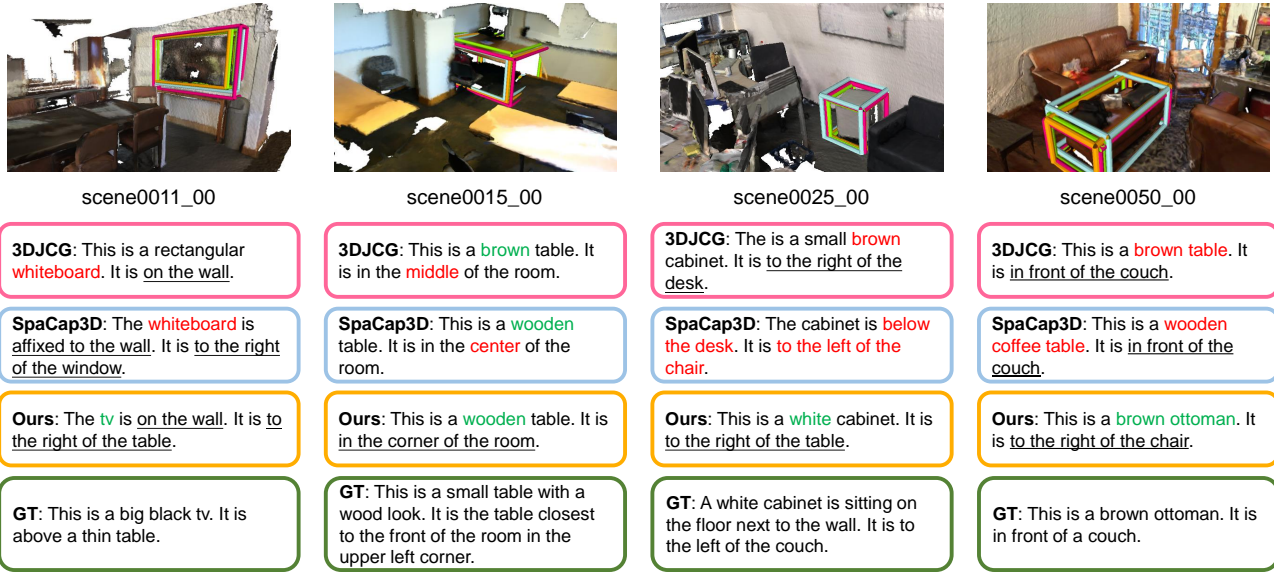 scene0011_00
scene0015_00
scene0025_00
scene0050_00
3DJCG: This is a rectangular
whiteboard. It is on the wall.
3DJCG: This is a brown table. It
is in the middle of the room.
3DJCG: The is a small brown
cabinet. It is to the right of the
desk.
3DJCG: This is a brown table. It
is in front of the couch.
SpaCap3D: The whiteboard is
affixed to the wall. It is to the right
of the window.
SpaCap3D: This is a wooden
table. It is in the center of the
room.
SpaCap3D: The cabinet is below
the desk. It is to the left of the
chair.
SpaCap3D: This is a wooden
coffee table. It is in front of the
couch.
Ours: The tv is on the wall. It is to
the right of the table.
Ours: This is a wooden table. It is
in the corner of the room.
Ours: This is a white cabinet. It is
to the right of the table.
Ours: This is a brown ottoman. It
is to the right of the chair.
GT: This is a big black tv. It is
above a thin table.
GT: This is a small table with a
wood look. It is the table closest
to the front of the room in the
upper left corner.
GT: A white cabinet is sitting on
the floor next to the wall. It is to
the left of the couch.
GT: This is a brown ottoman. It is
in front of a couch.